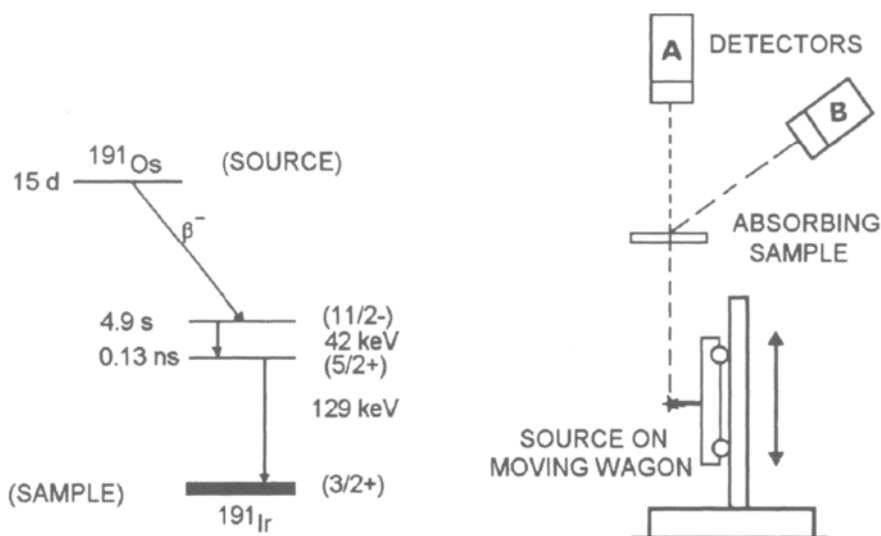 ¹⁹¹Os
(SOURCE)
15 d
β⁻
4.9 s
(11/2-)
42 keV
0.13 ns
(5/2+)
129 keV
(SAMPLE)
(3/2+)
¹⁹¹Ir
A
DETECTORS
B
ABSORBING
SAMPLE
SOURCE ON
MOVING WAGON